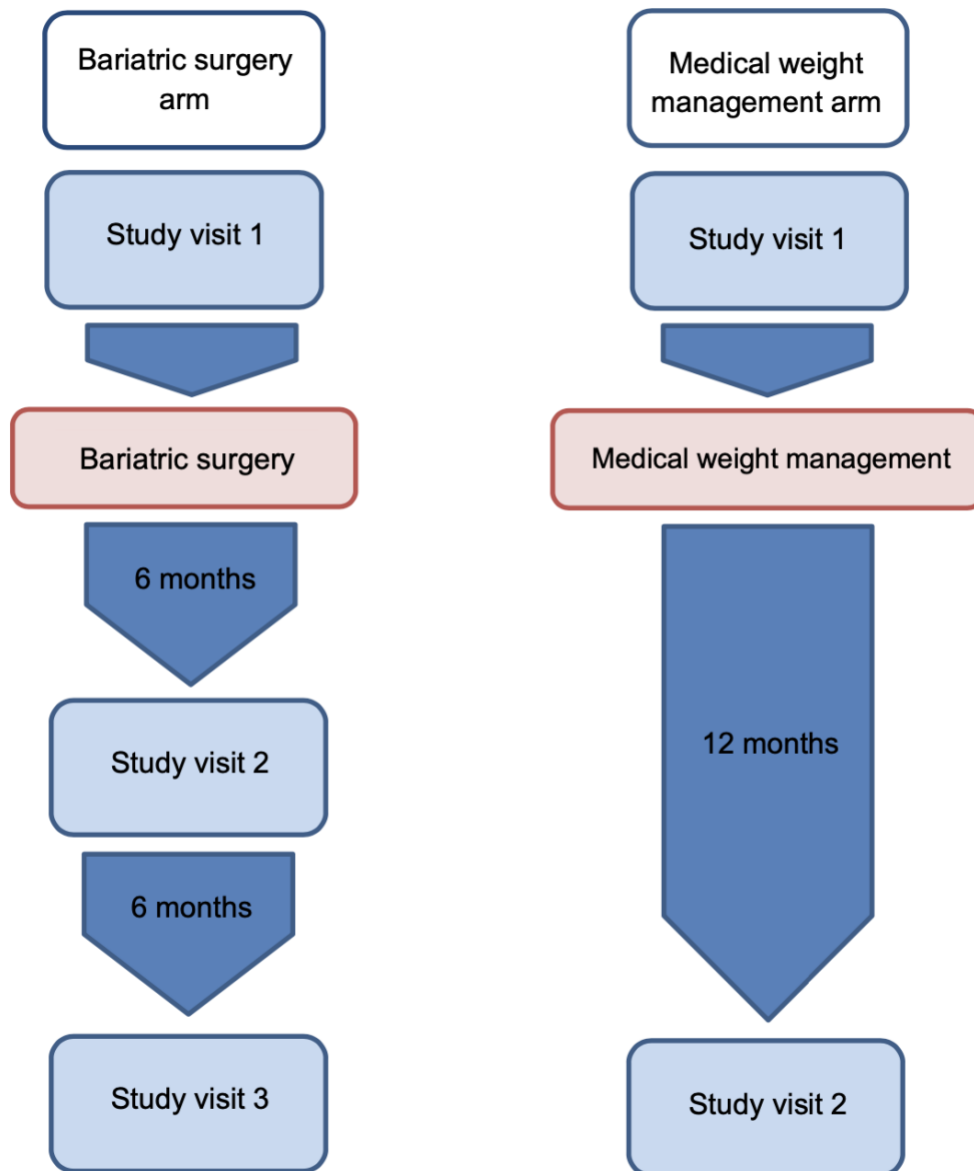 Bariatric surgery
arm
Study visit 1
Bariatric surgery
6 months
Study visit 2
6 months
Study visit 3
Medical weight
management arm
Study visit 1
Medical weight management
12 months
Study visit 2